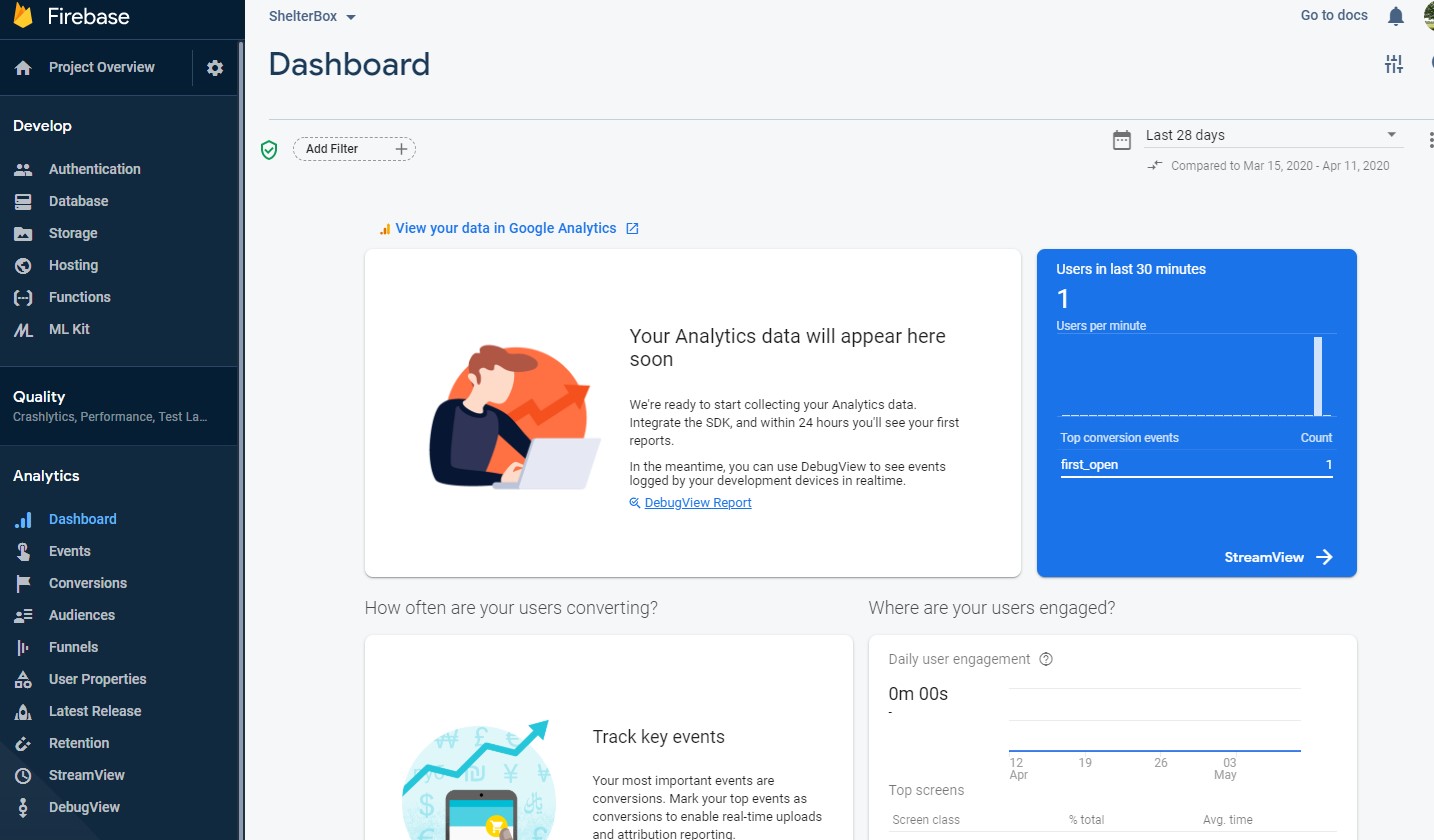 Firebase
Project Overview
Develop
Authentication
Database
Storage
Hosting
Functions
ML Kit
Quality
Crashlytics, Performance, Test La...
Analytics
Dashboard
Events
Conversions
Audiences
Funnels
User Properties
Latest Release
Retention
StreamView
DebugView
ShelterBox
Go to docs
Dashboard
Add Filter
Last 28 days
Compared to Mar 15, 2020 - Apr 11, 2020
View your data in Google Analytics
Your Analytics data will appear here
soon
We're ready to start collecting your Analytics data.
Integrate the SDK, and within 24 hours you'll see your first
reports.
In the meantime, you can use DebugView to see events
logged by your development devices in realtime.
DebugView Report
Users in last 30 minutes
1
Users per minute
Top conversion events Count
first_open 1
StreamView
How often are your users converting?
Track key events
Your most important events are
conversions. Mark your top events as
conversions to enable real-time uploads
and attribution reporting.
Where are your users engaged?
Daily user engagement
0m 00s
-
12 19 26 03
Apr May
Top screens
Screen class % total Avg. time